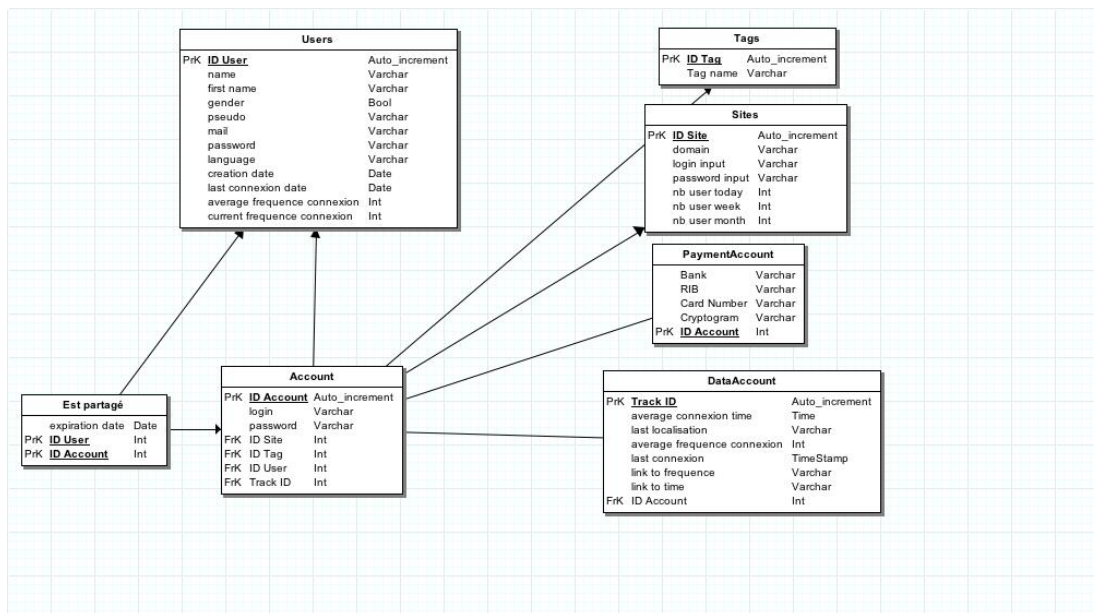 Users
PrK ID User Auto_increment
name Varchar
first name Varchar
gender Bool
pseudo Varchar
mail Varchar
password Varchar
language Varchar
creation date Date
last connexion date Date
average frequence connexion Int
current frequence connexion Int
Tags
PrK ID Tag Auto_increment
Tag name Varchar
Sites
PrK ID Site Auto_increment
domain Varchar
login input Varchar
password input Varchar
nb user today Int
nb user week Int
nb user month Int
PaymentAccount
Bank Varchar
RIB Varchar
Card Number Varchar
Cryptogram Varchar
PrK ID Account Int
Est partagé
expiration date Date
PrK ID User Int
PrK ID Account Int
Account
PrK ID Account Auto_increment
login Varchar
password Varchar
FrK ID Site Int
FrK ID Tag Int
FrK ID User Int
FrK Track ID Int
DataAccount
PrK Track ID Auto_increment
average connexion time Time
last localisation Varchar
average frequence connexion Int
last connexion TimeStamp
link to frequence Varchar
link to time Varchar
FrK ID Account Int